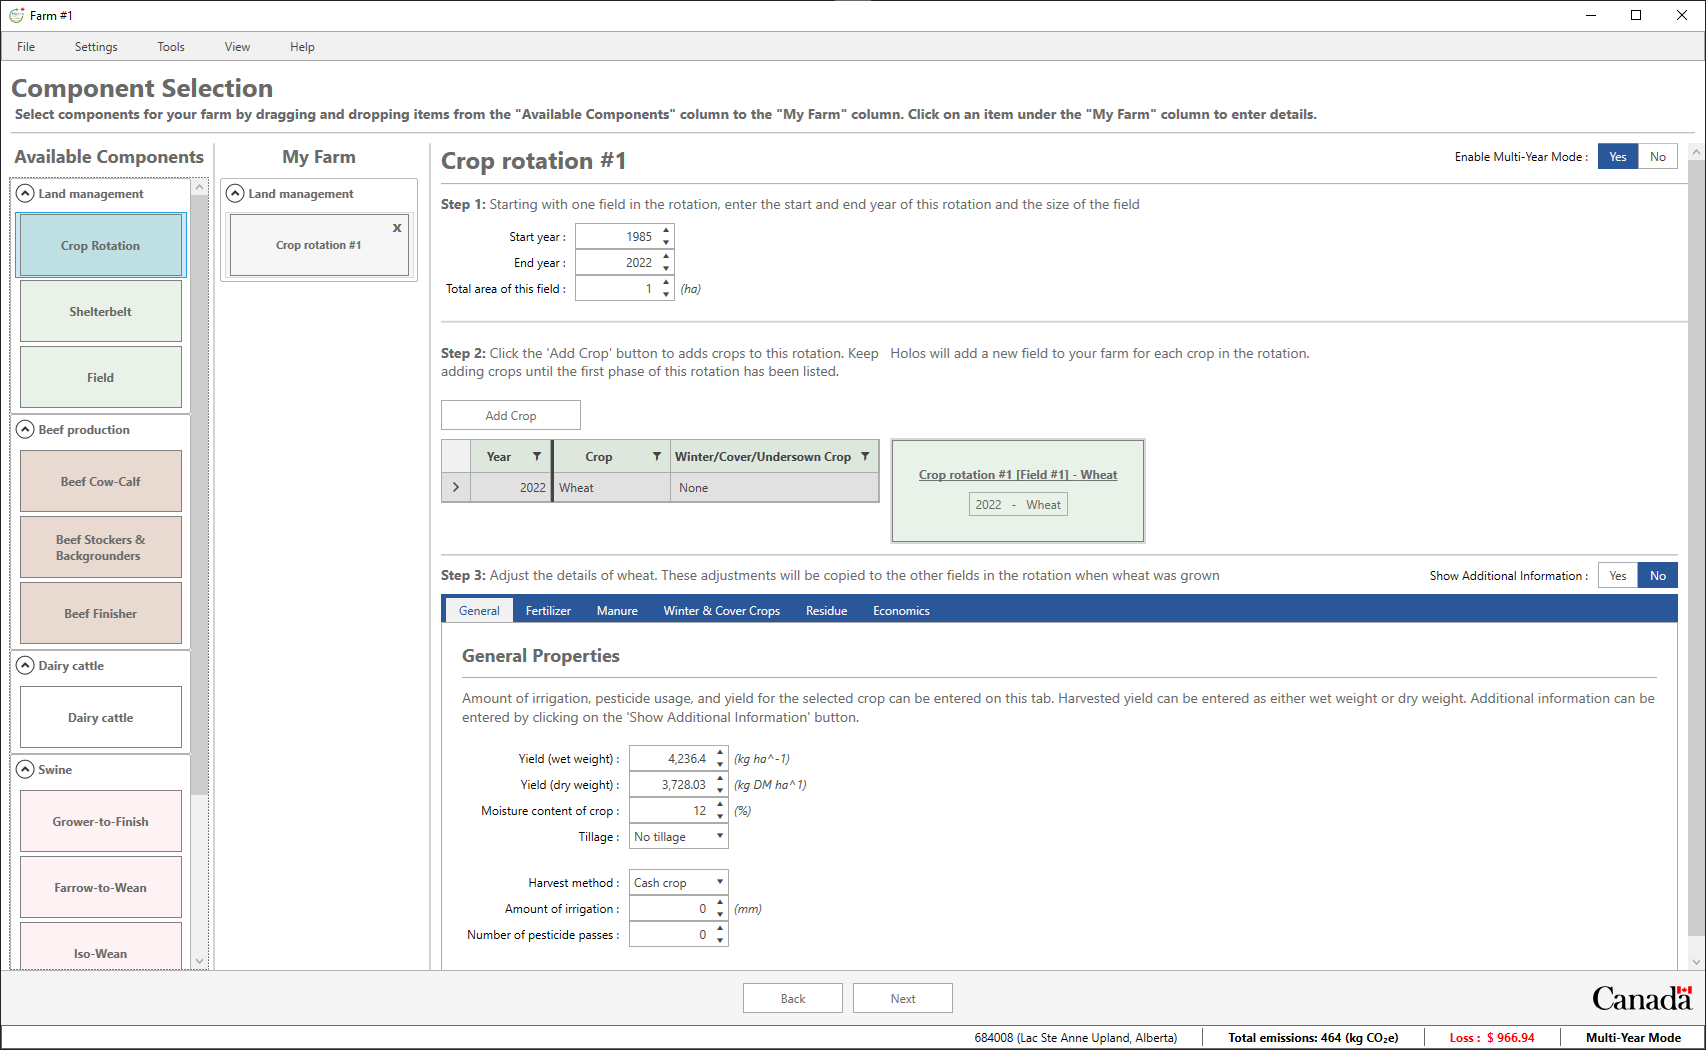 Farm #1
File Settings Tools View Help
Component Selection
Select components for your farm by dragging and dropping items from the "Available Components" column to the "My Farm" column. Click on an item under the "My Farm" column to enter details.
Available Components
Land management
Crop Rotation
Shelterbelt
Field
Beef production
Beef Cow-Calf
Beef Stockers &
Backgrounders
Beef Finisher
Dairy cattle
Dairy cattle
Swine
Grower-to-Finish
Farrow-to-Wean
Iso-Wean
My Farm
Land management
x
Crop rotation #1
Crop rotation #1
Enable Multi-Year Mode : Yes No
Step 1: Starting with one field in the rotation, enter the start and end year of this rotation and the size of the field
Start year : 1985
End year : 2022
Total area of this field : 1 (ha)
Step 2: Click the 'Add Crop' button to adds crops to this rotation. Keep
adding crops until the first phase of this rotation has been listed.
Holos will add a new field to your farm for each crop in the rotation.
Add Crop
Year Crop Winter/Cover/Undersown Crop
2022 Wheat None
Crop rotation #1 [Field #1] - Wheat
2022 - Wheat
Step 3: Adjust the details of wheat. These adjustments will be copied to the other fields in the rotation when wheat was grown
Show Additional Information : Yes No
General Fertilizer Manure Winter & Cover Crops Residue Economics
General Properties
Amount of irrigation, pesticide usage, and yield for the selected crop can be entered on this tab. Harvested yield can be entered as either wet weight or dry weight. Additional information can be
entered by clicking on the 'Show Additional Information' button.
Yield (wet weight) : 4,236.4 (kg ha^-1)
Yield (dry weight) : 3,728.03 (kg DM ha^1)
Moisture content of crop : 12 (%)
Tillage : No tillage
Harvest method : Cash crop
Amount of irrigation : 0 (mm)
Number of pesticide passes : 0
Back Next
Canada
684008 (Lac Ste Anne Upland, Alberta) Total emissions: 464 (kg CO₂e) Loss : $ 966.94 Multi-Year Mode